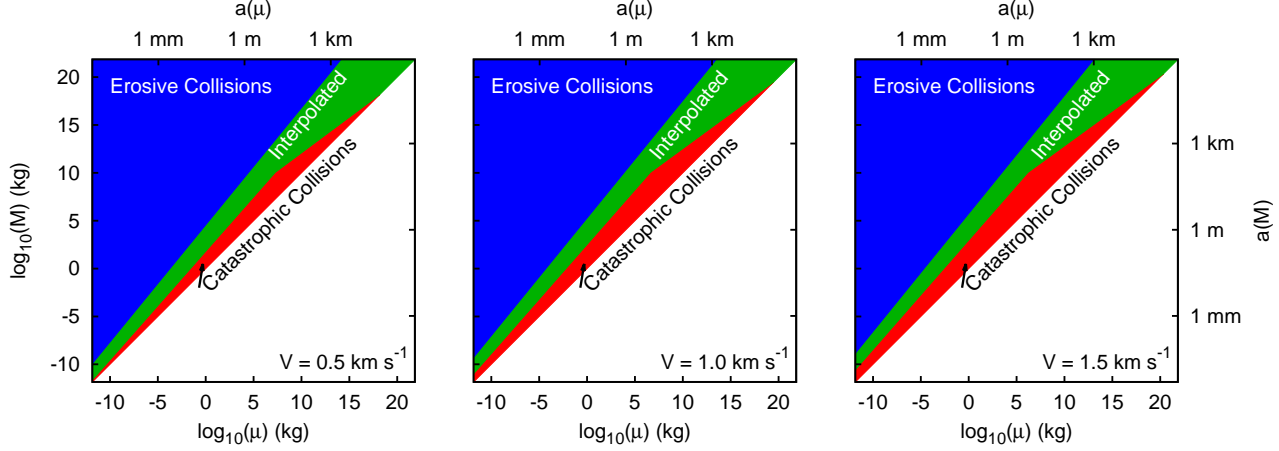 a(μ) a(μ) a(μ)
1 mm 1 m 1 km 1 mm 1 m 1 km 1 mm 1 m 1 km
log10(M) (kg)
20
15
10
5
0
-5
-10
Erosive Collisions
Interpolated
Catastrophic Collisions
V = 0.5 km s-1
-10 -5 0 5 10 15 20
log10(μ) (kg)
Erosive Collisions
Interpolated
Catastrophic Collisions
V = 1.0 km s-1
-10 -5 0 5 10 15 20
log10(μ) (kg)
Erosive Collisions
Interpolated
Catastrophic Collisions
V = 1.5 km s-1
-10 -5 0 5 10 15 20
log10(μ) (kg)
1 km
1 m
1 mm
a(M)